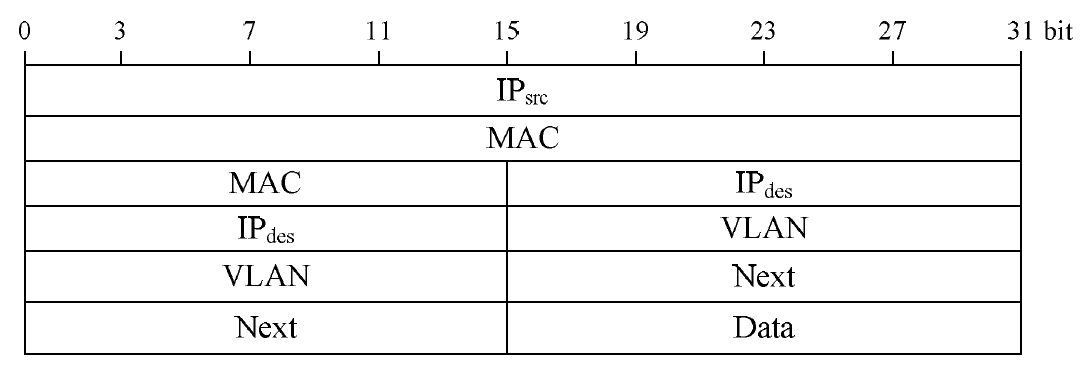 0 3 7 11 15 19 23 27 31 bit
IPsrc
MAC
MAC IPdes
IPdes VLAN
VLAN Next
Next Data